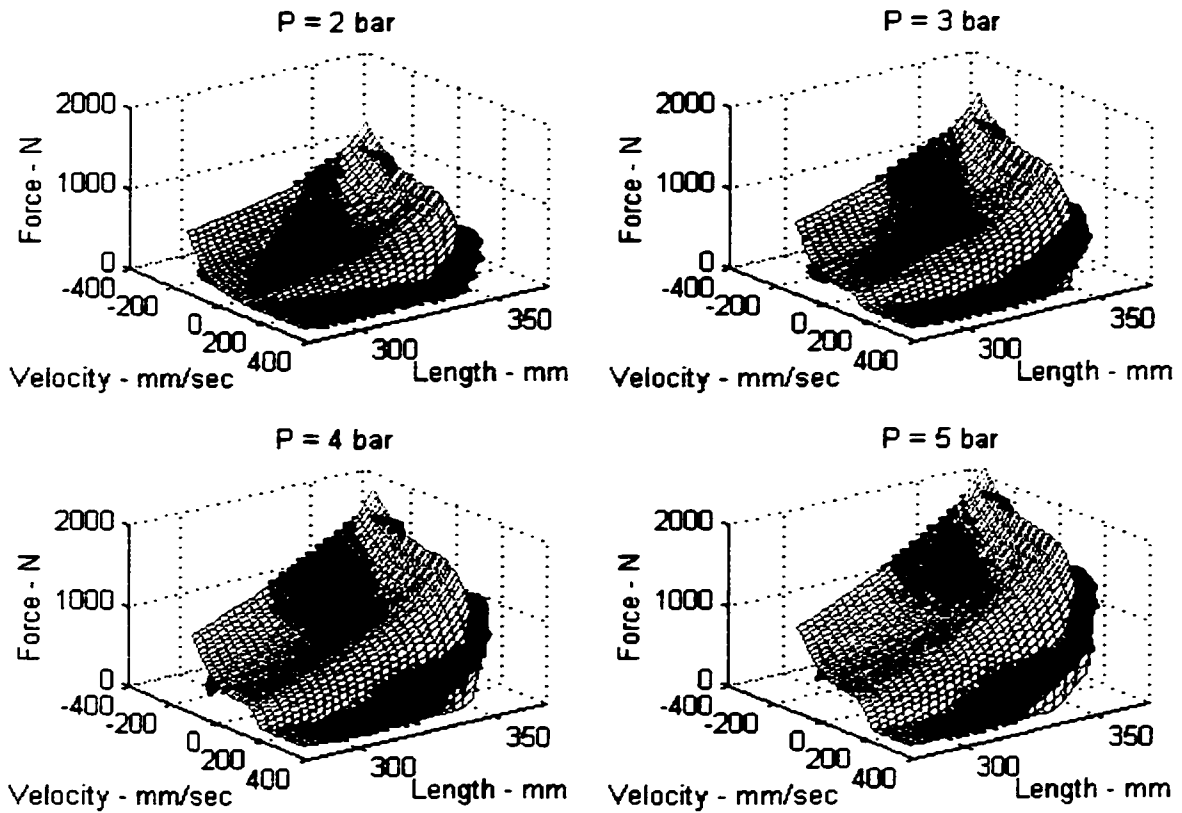 P = 2 bar
2000
1000
0
Force - N
-400
-200
0
200
400
Velocity - mm/sec
300
350
Length - mm
P = 3 bar
2000
1000
0
Force - N
-400
-200
0
200
400
Velocity - mm/sec
300
350
Length - mm
P = 4 bar
2000
1000
0
Force - N
-400
-200
0
200
400
Velocity - mm/sec
300
350
Length - mm
P = 5 bar
2000
1000
0
Force - N
-400
-200
0
200
400
Velocity - mm/sec
300
350
Length - mm